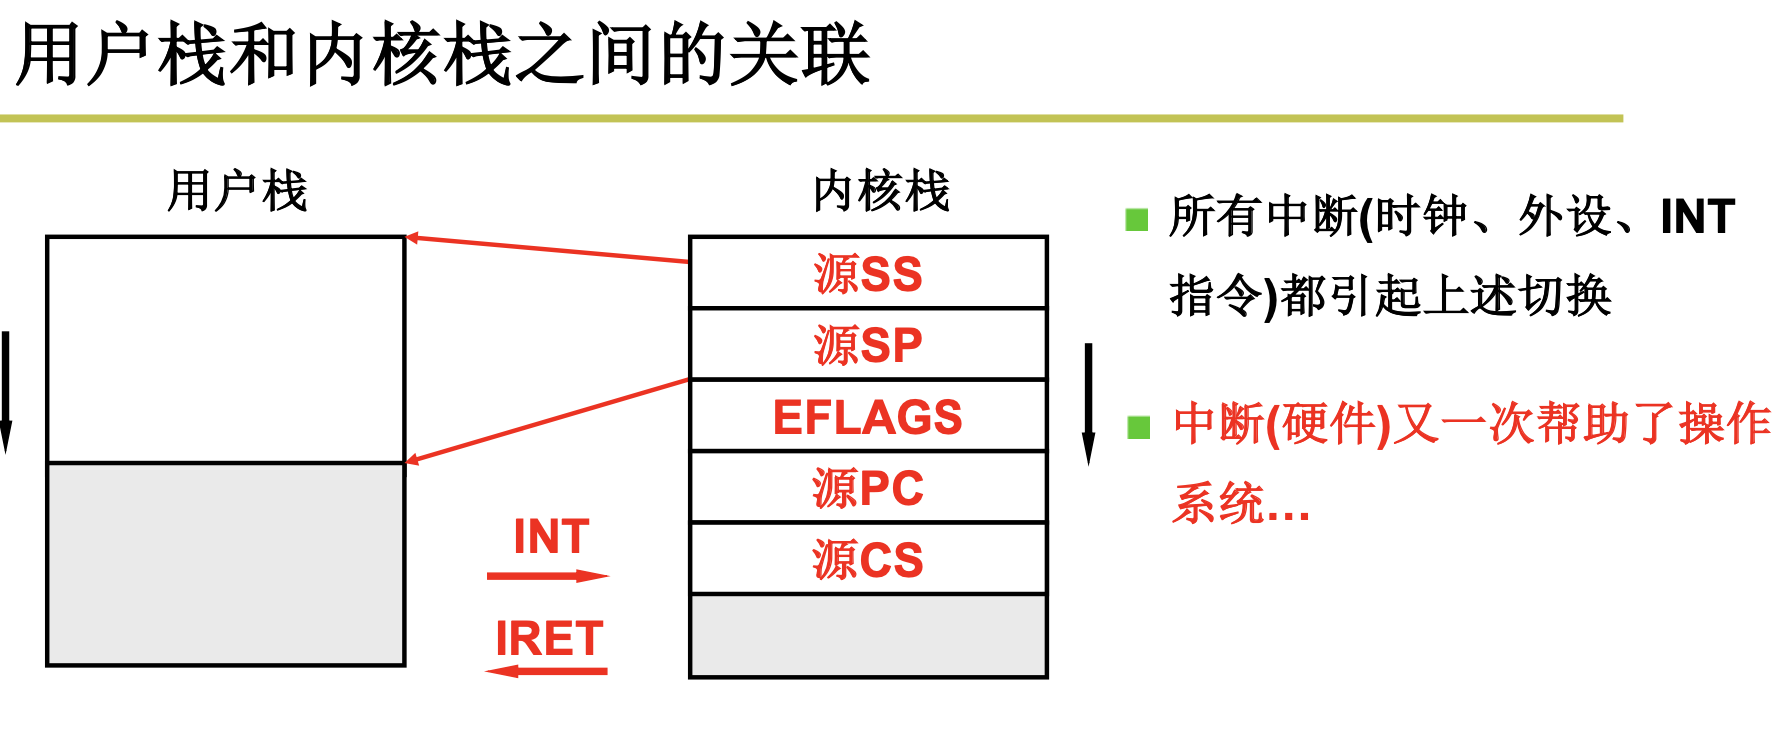 用户栈和内核栈之间的关联
用户栈
内核栈
源SS
源SP
EFLAGS
源PC
源CS
INT
IRET
所有中断(时钟、外设、INT
指令)都引起上述切换
中断(硬件)又一次帮助了操作
系统...